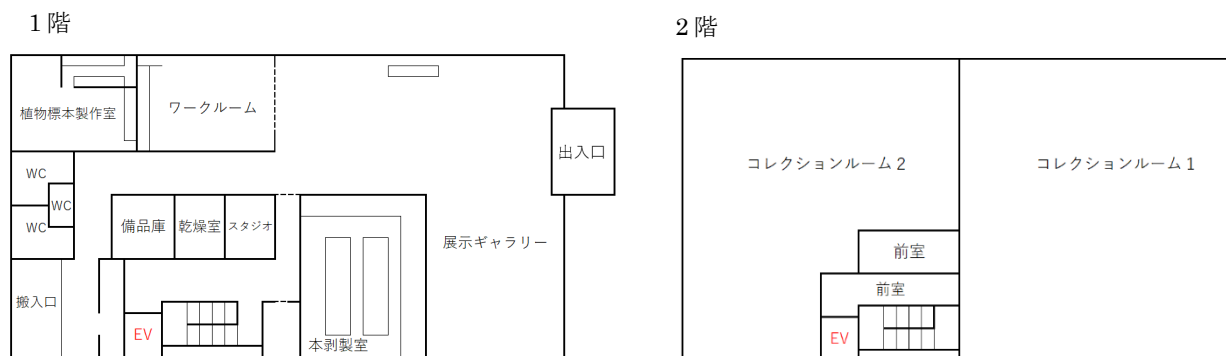 1階
2階
植物標本製作室
ワークルーム
出入口
WC
WC
WC
備品庫
乾燥室
スタジオ
展示ギャラリー
搬入口
EV
本剥製室
コレクションルーム2
コレクションルーム1
前室
前室
EV